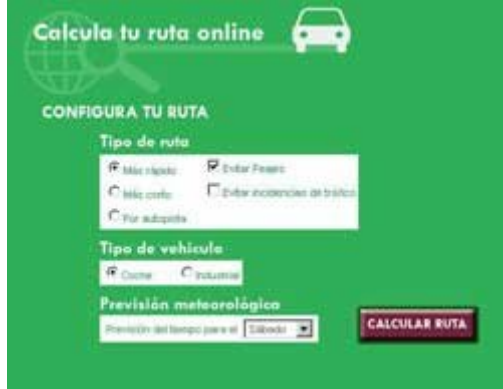 Calcula tu ruta online
CONFIGURA TU RUTA
Tipo de ruta
Más rápido Evitar Peajes
Más corto Evitar incidencias de tráfico
Por autopista
Tipo de vehículo
Coche Industrial
Previsión meteorológica
Previsión del tiempo para el Sábado
CALCULAR RUTA